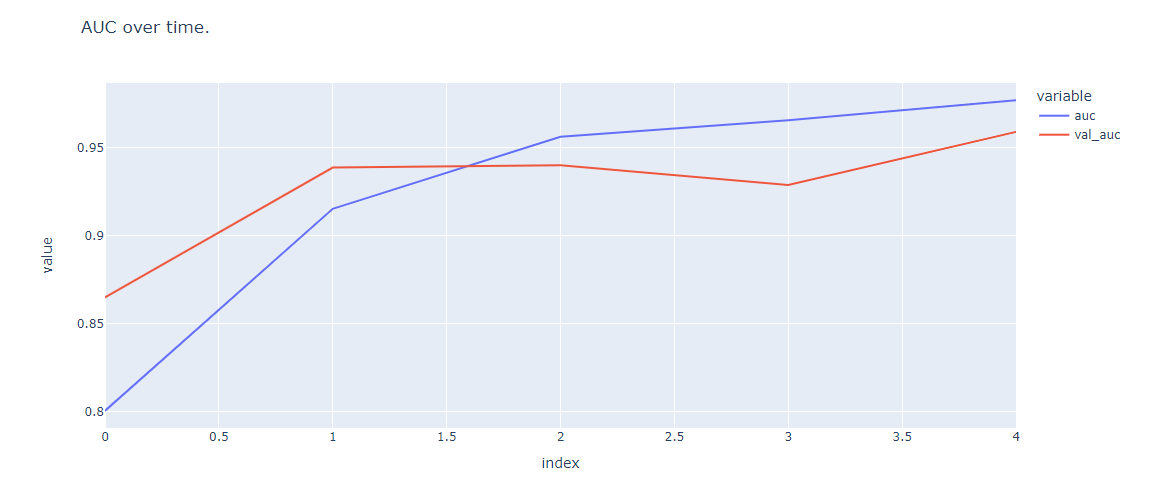 AUC over time.
variable
auc
val_auc
value
0.95
0.9
0.85
0.8
0 0.5 1 1.5 2 2.5 3 3.5 4
index